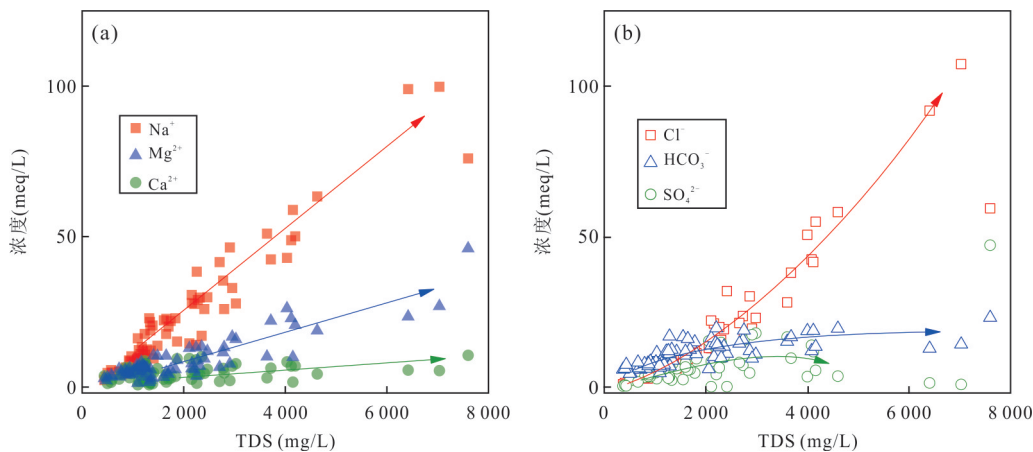 (a)
浓度(meq/L)
100
50
0
Na⁺
Mg²⁺
Ca²⁺
0
2 000
4 000
6 000
8 000
TDS (mg/L)
(b)
浓度(meq/L)
100
50
0
Cl⁻
HCO₃⁻
SO₄²⁻
0
2 000
4 000
6 000
8 000
TDS (mg/L)